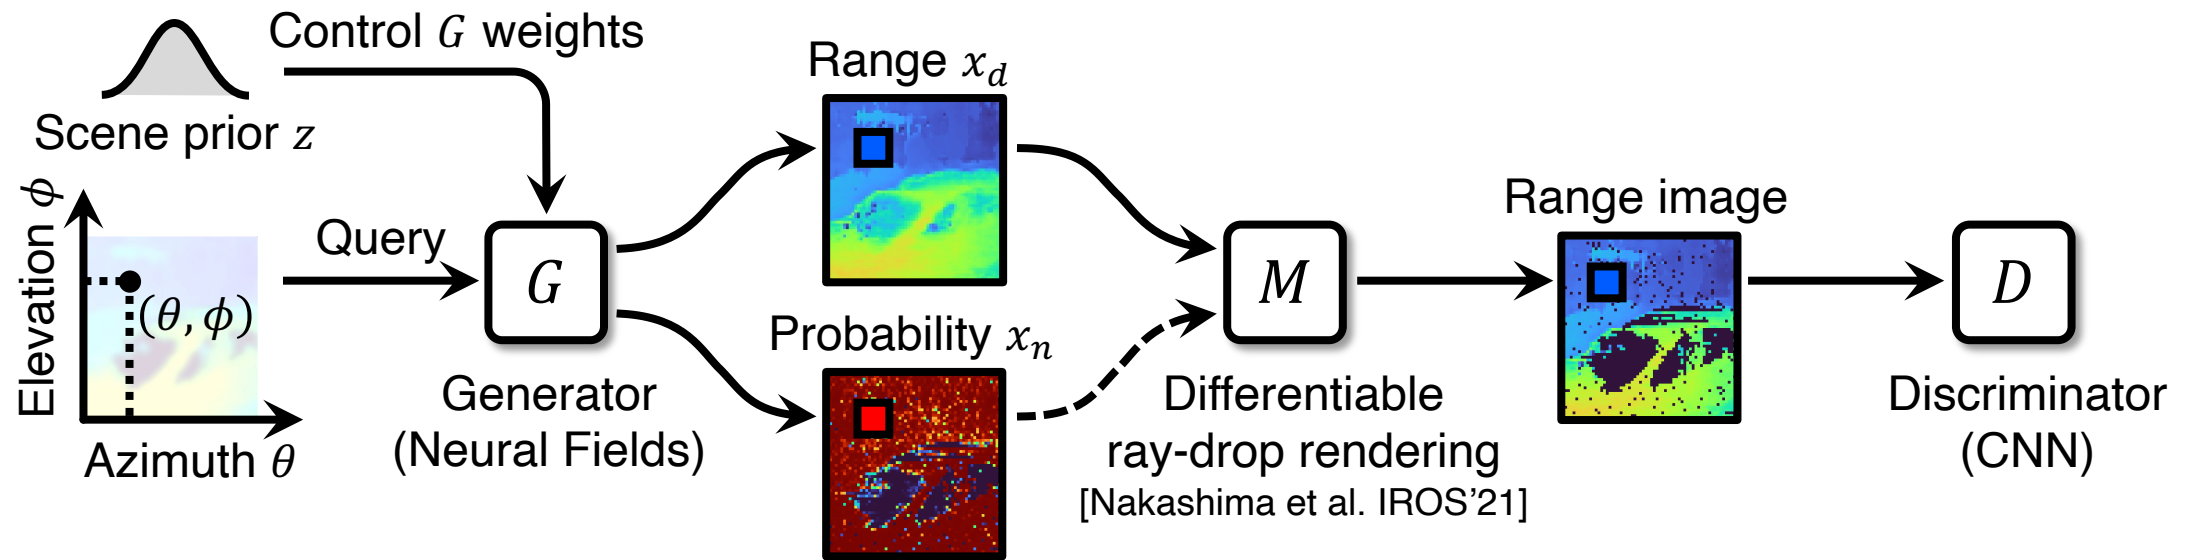 Control G weights
Scene prior z
Elevation ϕ
(θ, ϕ)
Azimuth θ
Query
G
Generator
(Neural Fields)
Range x_d
Probability x_n
M
Differentiable
ray-drop rendering
[Nakashima et al. IROS’21]
Range image
D
Discriminator
(CNN)